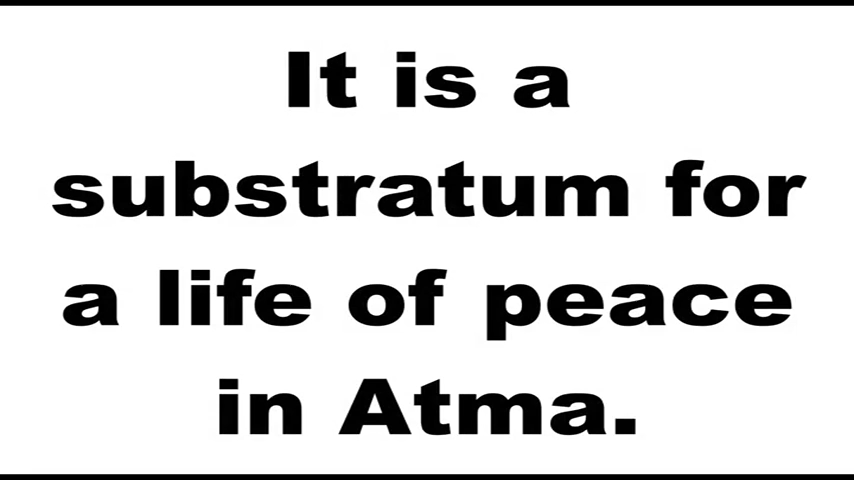 It is a
substratum for
a life of peace
in Atma.